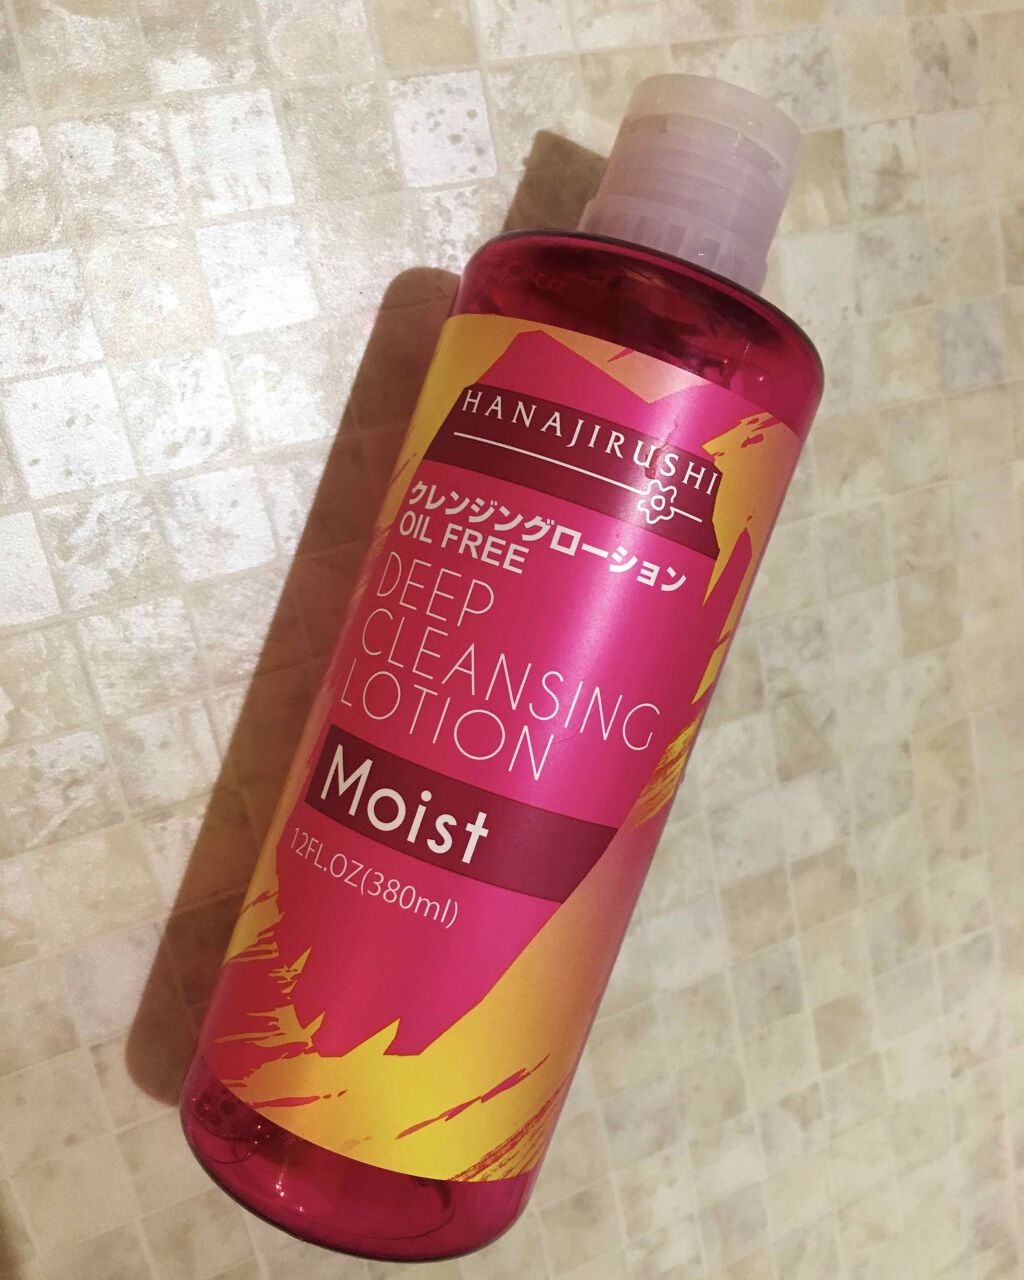 HANAJIRUSHI
クレンジングローション
OIL FREE
DEEP
CLEANSING
LOTION
Moist
12FL.OZ(380ml)